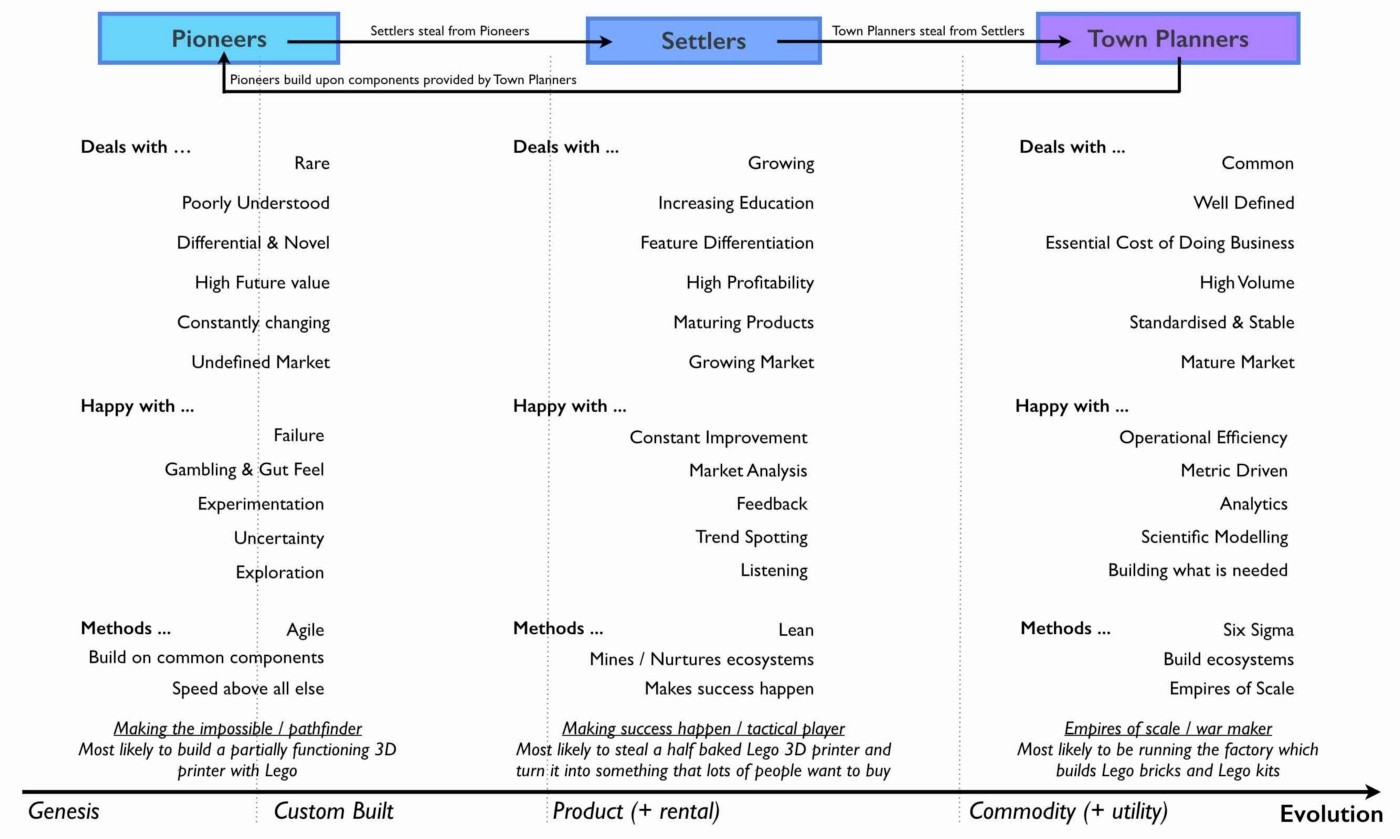 Pioneers
Settlers steal from Pioneers
Settlers
Town Planners steal from Settlers
Town Planners
Pioneers build upon components provided by Town Planners
Deals with …
Rare
Poorly Understood
Differential & Novel
High Future value
Constantly changing
Undefined Market
Happy with ...
Failure
Gambling & Gut Feel
Experimentation
Uncertainty
Exploration
Methods ...
Agile
Build on common components
Speed above all else
Making the impossible / pathfinder
Most likely to build a partially functioning 3D
printer with Lego
Deals with ...
Growing
Increasing Education
Feature Differentiation
High Profitability
Maturing Products
Growing Market
Happy with ...
Constant Improvement
Market Analysis
Feedback
Trend Spotting
Listening
Methods ...
Lean
Mines / Nurtures ecosystems
Makes success happen
Making success happen / tactical player
Most likely to steal a half baked Lego 3D printer and
turn it into something that lots of people want to buy
Deals with ...
Common
Well Defined
Essential Cost of Doing Business
High Volume
Standardised & Stable
Mature Market
Happy with ...
Operational Efficiency
Metric Driven
Analytics
Scientific Modelling
Building what is needed
Methods ...
Six Sigma
Build ecosystems
Empires of Scale
Empires of scale / war maker
Most likely to be running the factory which
builds Lego bricks and Lego kits
Genesis
Custom Built
Product (+ rental)
Commodity (+ utility)
Evolution